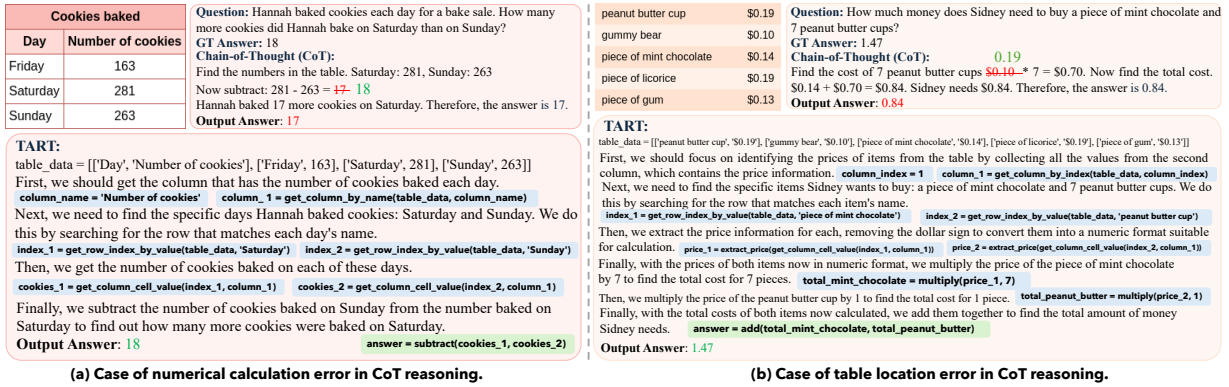 Cookies baked
Day Number of cookies
Friday 163
Saturday 281
Sunday 263
Question: Hannah baked cookies each day for a bake sale. How many
more cookies did Hannah bake on Saturday than on Sunday?
GT Answer: 18
Chain-of-Thought (CoT):
Find the numbers in the table. Saturday: 281, Sunday: 263
Now subtract: 281 - 263 = 17 18
Hannah baked 17 more cookies on Saturday. Therefore, the answer is 17.
Output Answer: 17
TART:
table_data = [['Day', 'Number of cookies'], ['Friday', 163], ['Saturday', 281], ['Sunday', 263]]
First, we should get the column that has the number of cookies baked each day.
column_name = 'Number of cookies' column_ 1 = get_column_by_name(table_data, column_name)
Next, we need to find the specific days Hannah baked cookies: Saturday and Sunday. We do
this by searching for the row that matches each day's name.
index_1 = get_row_index_by_value(table_data, 'Saturday') index_2 = get_row_index_by_value(table_data, 'Sunday')
Then, we get the number of cookies baked on each of these days.
cookies_1 = get_column_cell_value(index_1, column_1) cookies_2 = get_column_cell_value(index_2, column_1)
Finally, we subtract the number of cookies baked on Sunday from the number baked on
Saturday to find out how many more cookies were baked on Saturday.
Output Answer: 18 answer = subtract(cookies_1, cookies_2)
(a) Case of numerical calculation error in CoT reasoning.
peanut butter cup $0.19
gummy bear $0.10
piece of mint chocolate $0.14
piece of licorice $0.19
piece of gum $0.13
Question: How much money does Sidney need to buy a piece of mint chocolate and
7 peanut butter cups?
GT Answer: 1.47
Chain-of-Thought (CoT): 0.19
Find the cost of 7 peanut butter cups $0.10 * 7 = $0.70. Now find the total cost.
$0.14 + $0.70 = $0.84. Sidney needs $0.84. Therefore, the answer is 0.84.
Output Answer: 0.84
TART:
table_data = [['peanut butter cup', '$0.19'], ['gummy bear', '$0.10'], ['piece of mint chocolate', '$0.14'], ['piece of licorice', '$0.19'], ['piece of gum', '$0.13']]
First, we should focus on identifying the prices of items from the table by collecting all the values from the second
column, which contains the price information. column_index = 1 column_1 = get_column_by_index(table_data, column_index)
Next, we need to find the specific items Sidney wants to buy: a piece of mint chocolate and 7 peanut butter cups. We do
this by searching for the row that matches each item's name.
index_1 = get_row_index_by_value(table_data, 'piece of mint chocolate') index_2 = get_row_index_by_value(table_data, 'peanut butter cup')
Then, we extract the price information for each, removing the dollar sign to convert them into a numeric format suitable
for calculation. price_1 = extract_price(get_column_cell_value(index_1, column_1)) price_2 = extract_price(get_column_cell_value(index_2, column_1))
Finally, with the prices of both items now in numeric format, we multiply the price of the piece of mint chocolate
by 7 to find the total cost for 7 pieces. total_mint_chocolate = multiply(price_1, 7)
Then, we multiply the price of the peanut butter cup by 1 to find the total cost for 1 piece. total_peanut_butter = multiply(price_2, 1)
Finally, with the total costs of both items now calculated, we add them together to find the total amount of money
Sidney needs. answer = add(total_mint_chocolate, total_peanut_butter)
Output Answer: 1.47
(b) Case of table location error in CoT reasoning.